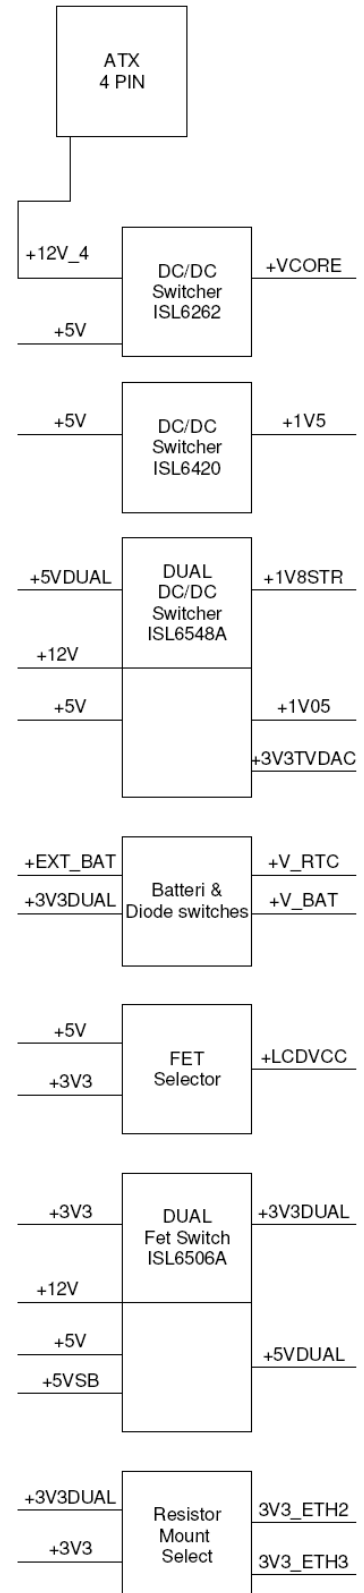 ATX
4 PIN
+12V_4
DC/DC
Switcher
ISL6262
+VCORE
+5V
+5V
DC/DC
Switcher
ISL6420
+1V5
+5VDUAL
DUAL
DC/DC
Switcher
ISL6548A
+1V8STR
+12V
+5V
+1V05
+3V3TVDAC
+EXT_BAT
+3V3DUAL
Batteri &
Diode switches
+V_RTC
+V_BAT
+5V
+3V3
FET
Selector
+LCDVCC
+3V3
DUAL
Fet Switch
ISL6506A
+3V3DUAL
+12V
+5V
+5VSB
+5VDUAL
+3V3DUAL
+3V3
Resistor
Mount
Select
3V3_ETH2
3V3_ETH3